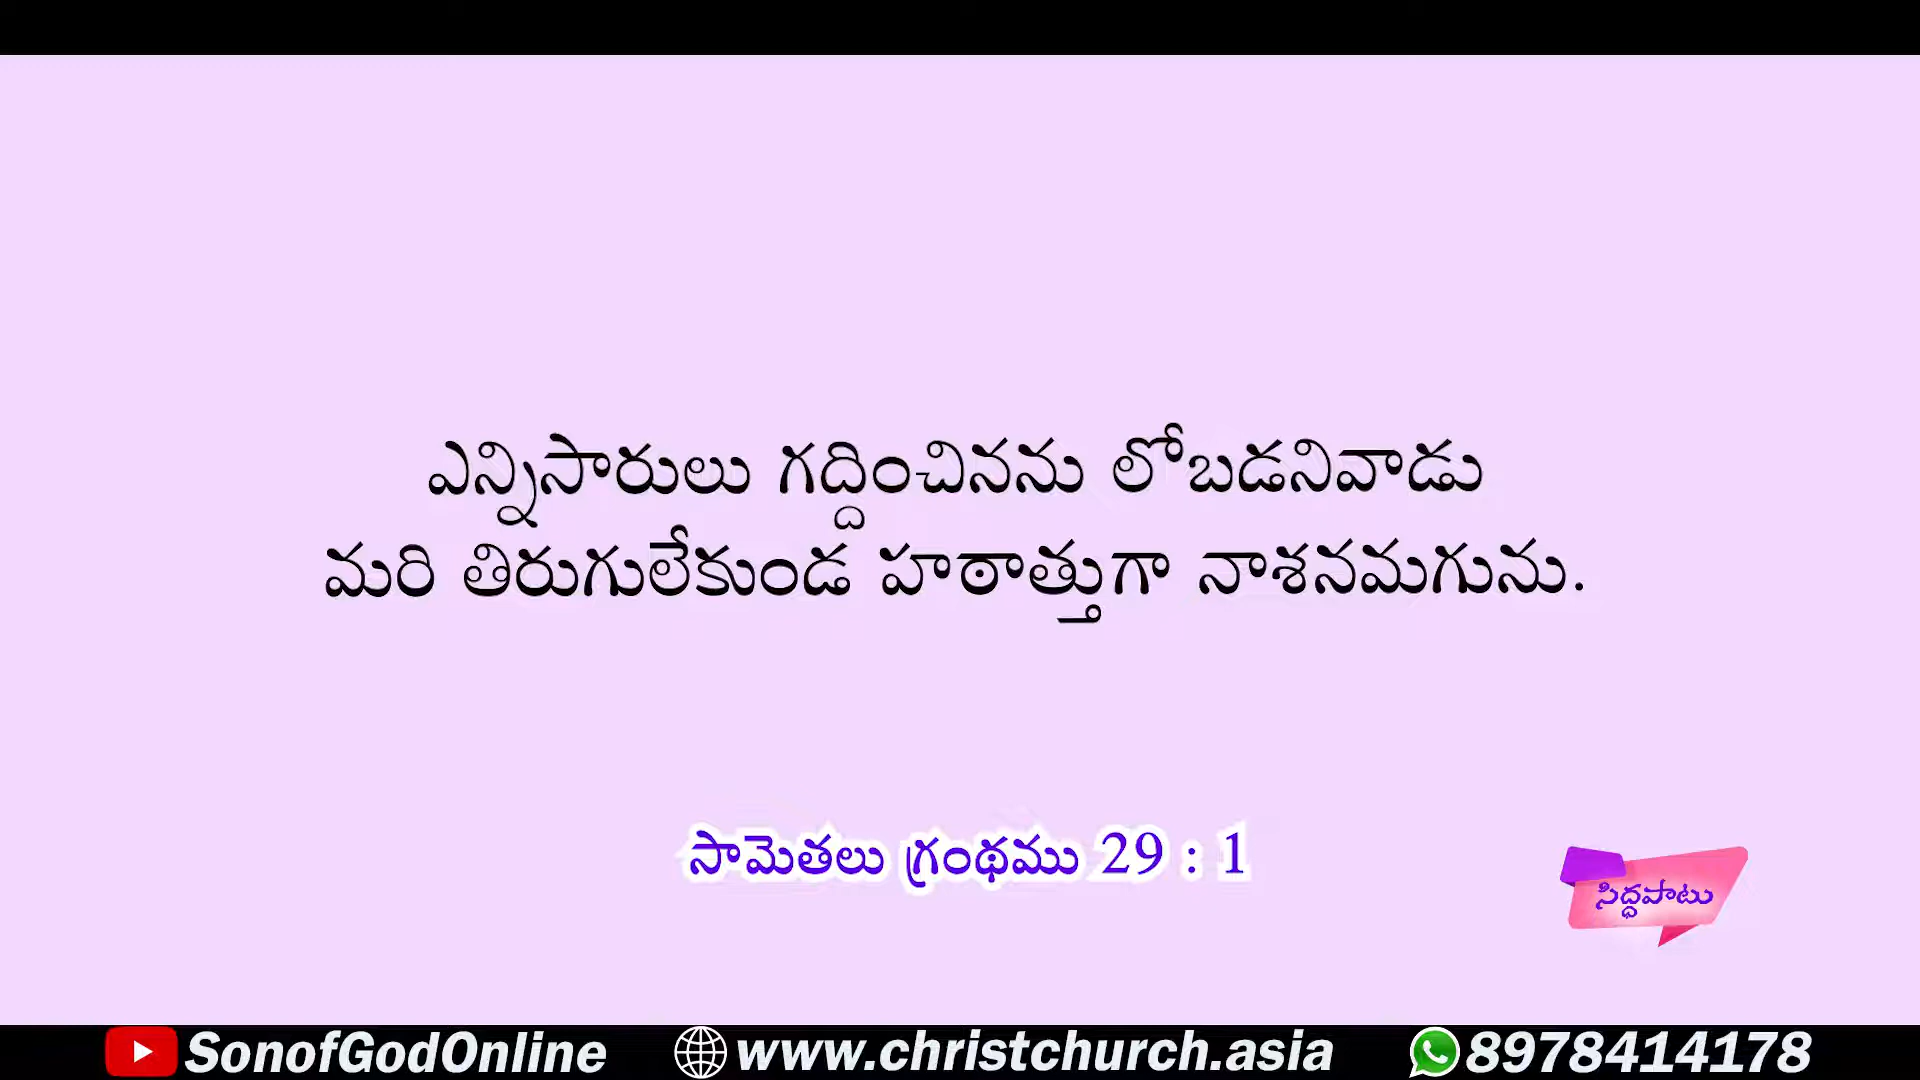 ఎన్నిసారులు గద్దించినను లోబడనివాడు
మరి తిరుగులేకుండ హఠాత్తుగా నాశనమగును.
సామెతలు గ్రంథము 29 : 1
సిద్ధపాటు
SonofGodOnline www.christchurch.asia 8978414178